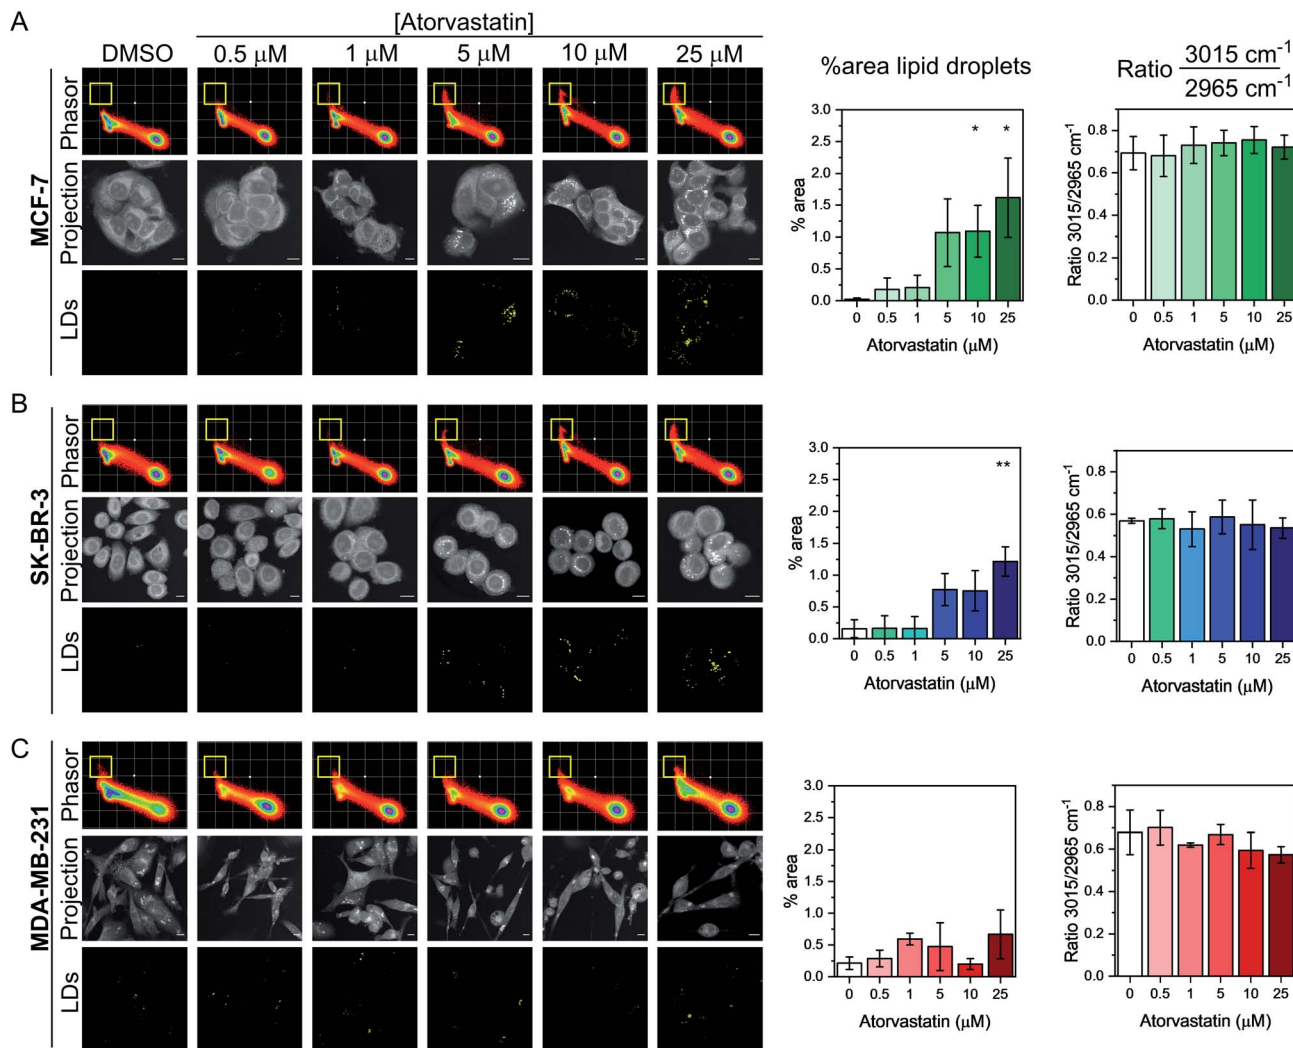 A
[Atorvastatin]
DMSO 0.5 μM 1 μM 5 μM 10 μM 25 μM
MCF-7
Phasor
Projection
LDs
%area lipid droplets
% area
3.0
2.5
2.0
1.5
1.0
0.5
0.0
* *
0 0.5 1 5 10 25
Atorvastatin (μM)
Ratio 3015 cm-1
2965 cm-1
Ratio 3015/2965 cm-1
0.8
0.6
0.4
0.2
0.0
0 0.5 1 5 10 25
Atorvastatin (μM)
B
SK-BR-3
Phasor
Projection
LDs
% area
3.0
2.5
2.0
1.5
1.0
0.5
0.0
**
0 0.5 1 5 10 25
Atorvastatin (μM)
Ratio 3015/2965 cm-1
0.8
0.6
0.4
0.2
0.0
0 0.5 1 5 10 25
Atorvastatin (μM)
C
MDA-MB-231
Phasor
Projection
LDs
% area
3.0
2.5
2.0
1.5
1.0
0.5
0.0
0 0.5 1 5 10 25
Atorvastatin (μM)
Ratio 3015/2965 cm-1
0.8
0.6
0.4
0.2
0.0
0 0.5 1 5 10 25
Atorvastatin (μM)